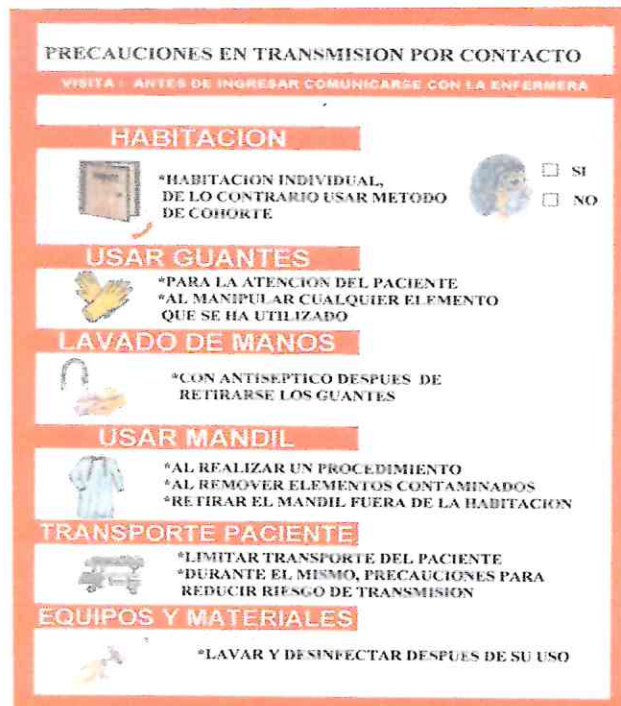 PRECAUCIONES EN TRANSMISION POR CONTACTO
VISITA : ANTES DE INGRESAR COMUNICARSE CON LA ENFERMERA
HABITACION
*HABITACION INDIVIDUAL,
DE LO CONTRARIO USAR METODO
DE COHORTE
SI
NO
USAR GUANTES
*PARA LA ATENCION DEL PACIENTE
*AL MANIPULAR CUALQUIER ELEMENTO
QUE SE HA UTILIZADO
LAVADO DE MANOS
*CON ANTISEPTICO DESPUES DE
RETIRARSE LOS GUANTES
USAR MANDIL
*AL REALIZAR UN PROCEDIMIENTO
*AL REMOVER ELEMENTOS CONTAMINADOS
*RETIRAR EL MANDIL FUERA DE LA HABITACION
TRANSPORTE PACIENTE
*LIMITAR TRANSPORTE DEL PACIENTE
*DURANTE EL MISMO, PRECAUCIONES PARA
REDUCIR RIESGO DE TRANSMISION
EQUIPOS Y MATERIALES
*LAVAR Y DESINFECTAR DESPUES DE SU USO